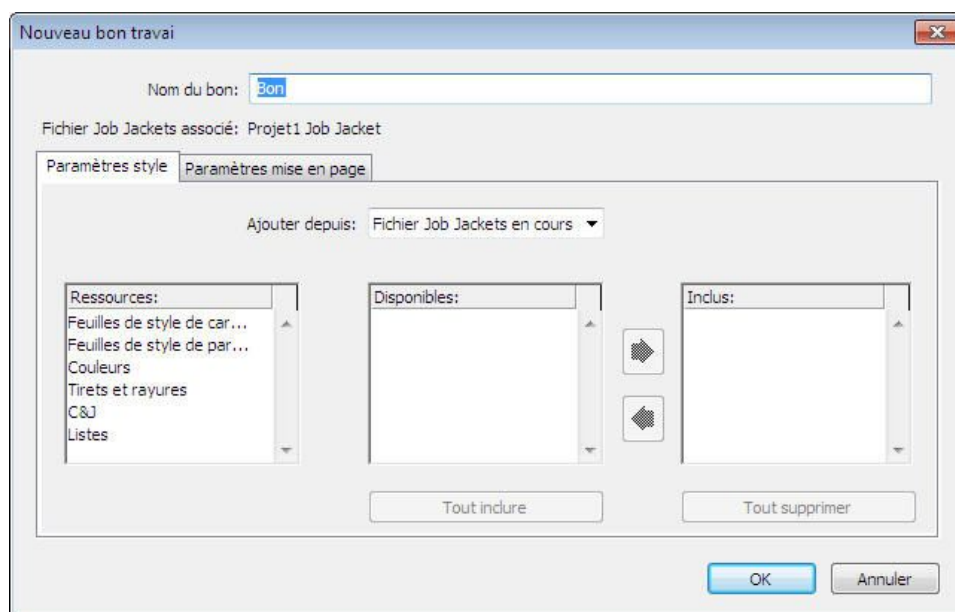 Nouveau bon travai
Nom du bon: Bon
Fichier Job Jackets associé: Projet1 Job Jacket
Paramètres style Paramètres mise en page
Ajouter depuis: Fichier Job Jackets en cours
Ressources: Disponibles: Inclus:
Feuilles de style de car...
Feuilles de style de par...
Couleurs
Tirets et rayures
C&J
Listes
Tout inclure Tout supprimer
OK Annuler